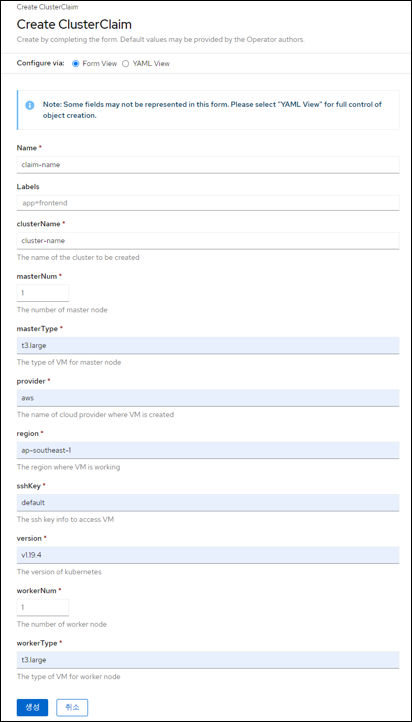 Create ClusterClaim
Create ClusterClaim
Create by completing the form. Default values may be provided by the Operator authors.
Configure via: Form View YAML View
Note: Some fields may not be represented in this form. Please select "YAML View" for full control of
object creation.
Name *
claim-name
Labels
app=frontend
clusterName *
cluster-name
The name of the cluster to be created
masterNum *
1
The number of master node
masterType *
t3.large
The type of VM for master node
provider *
aws
The name of cloud provider where VM is created
region *
ap-southeast-1
The region where VM is working
sshKey *
default
The ssh key info to access VM
version *
v1.19.4
The version of kubernetes
workerNum *
1
The number of worker node
workerType *
t3.large
The type of VM for worker node
생성 취소